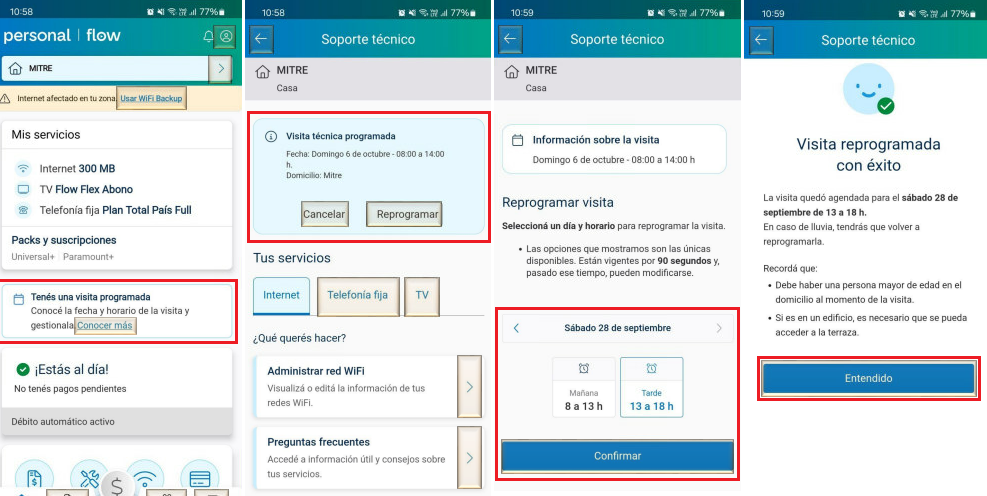 10:58
77%
personal | flow
MITRE
Internet afectado en tu zona. Usar WiFi Backup
Mis servicios
Internet 300 MB
TV Flow Flex Abono
Telefonía fija Plan Total País Full
Packs y suscripciones
Universal+ | Paramount+
Tenés una visita programada
Conocé la fecha y horario de la visita y
gestionala. Conocer más
¡Estás al día!
No tenés pagos pendientes
Débito automático activo
10:58
77%
Soporte técnico
MITRE
Casa
Visita técnica programada
Fecha: Domingo 6 de octubre - 08:00 a 14:00
h.
Domicilio: Mitre
Cancelar
Reprogramar
Tus servicios
Internet
Telefonía fija
TV
¿Qué querés hacer?
Administrar red WiFi
Visualizá o editá la información de tus
redes WiFi.
Preguntas frecuentes
Accedé a información útil y consejos sobre
tus servicios.
10:59
77%
Soporte técnico
MITRE
Casa
Información sobre la visita
Domingo 6 de octubre - 08:00 a 14:00 h
Reprogramar visita
Seleccioná un día y horario para reprogramar la visita.
• Las opciones que mostramos son las únicas
disponibles. Están vigentes por 90 segundos y,
pasado ese tiempo, pueden modificarse.
Sábado 28 de septiembre
Mañana
8 a 13 h
Tarde
13 a 18 h
Confirmar
10:59
77%
Soporte técnico
Visita reprogramada
con éxito
La visita quedó agendada para el sábado 28 de
septiembre de 13 a 18 h.
En caso de lluvia, tendrás que volver a
reprogramarla.
Recordá que:
• Debe haber una persona mayor de edad en el
domicilio al momento de la visita.
• Si es en un edificio, es necesario que se pueda
acceder a la terraza.
Entendido